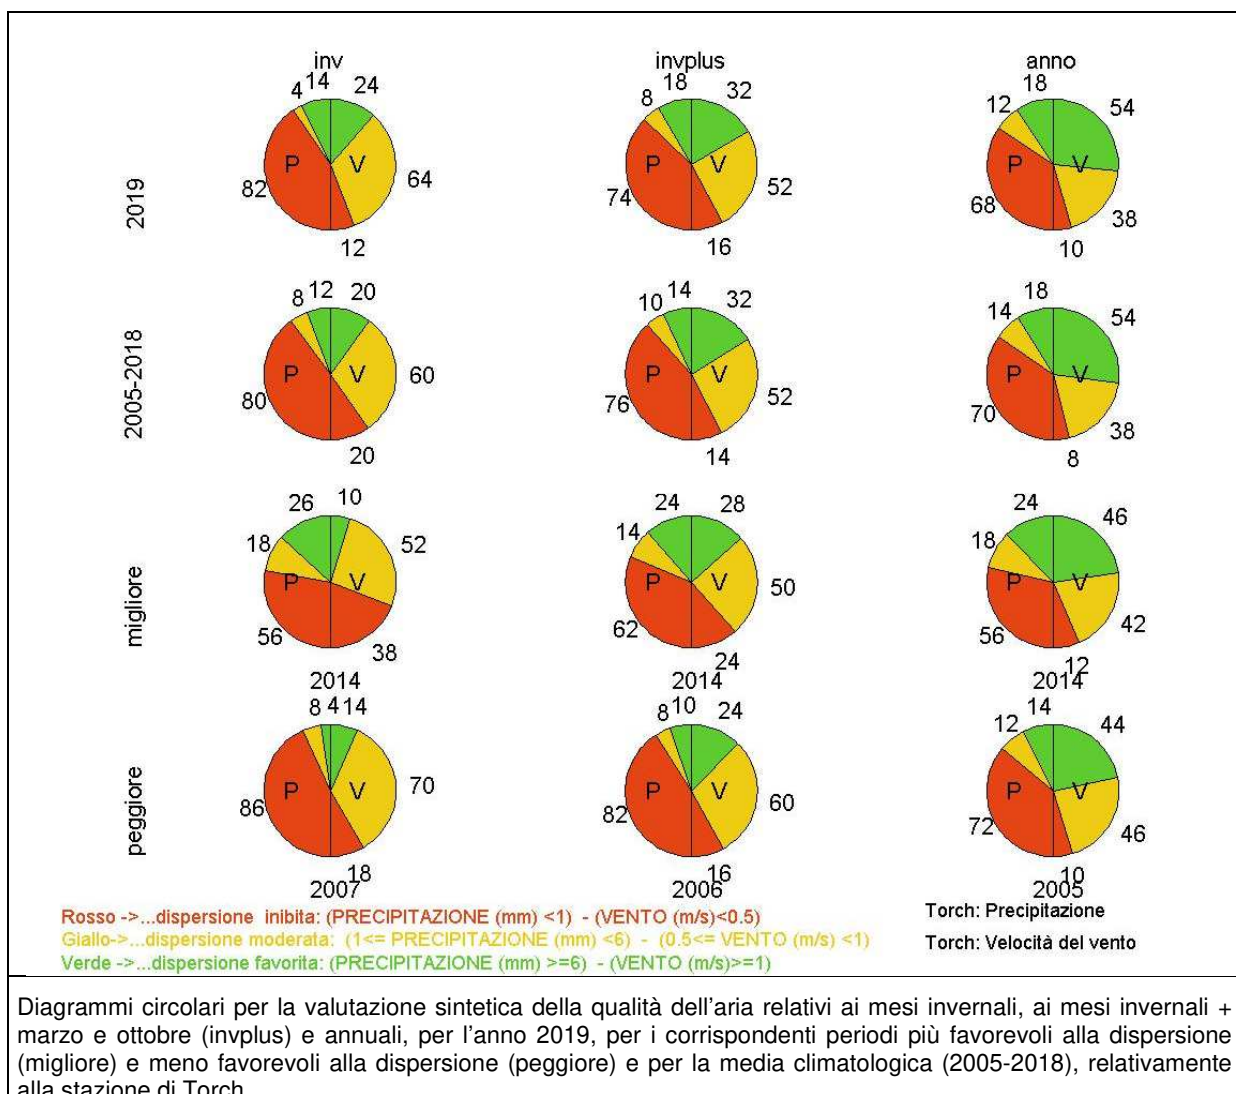 inv
invplus
anno
2019
4 14 24
P V
82
64
12
8 18 32
P V
74
52
16
12 18 54
P V
68
38
10
2005-2018
8 12 20
P V
80
60
20
10 14 32
P V
76
52
14
14 18 54
P V
70
38
8
migliore
18 26 10
P V
56
52
38
2014
14 24 28
P V
62
50
24
2014
18 24 46
P V
56
42
12
2014
peggiore
8 4 14
P V
86
70
18
2007
8 10 24
P V
82
60
16
2006
12 14 44
P V
72
46
10
2005
Rosso ->...dispersione inibita: (PRECIPITAZIONE (mm) <1) - (VENTO (m/s)<0.5)
Giallo->...dispersione moderata: (1<= PRECIPITAZIONE (mm) <6) - (0.5<= VENTO (m/s) <1)
Verde ->...dispersione favorita: (PRECIPITAZIONE (mm) >=6) - (VENTO (m/s)>=1)
Torch: Precipitazione
Torch: Velocità del vento
Diagrammi circolari per la valutazione sintetica della qualità dell'aria relativi ai mesi invernali, ai mesi invernali +
marzo e ottobre (invplus) e annuali, per l'anno 2019, per i corrispondenti periodi più favorevoli alla dispersione
(migliore) e meno favorevoli alla dispersione (peggiore) e per la media climatologica (2005-2018), relativamente
alla stazione di Torch